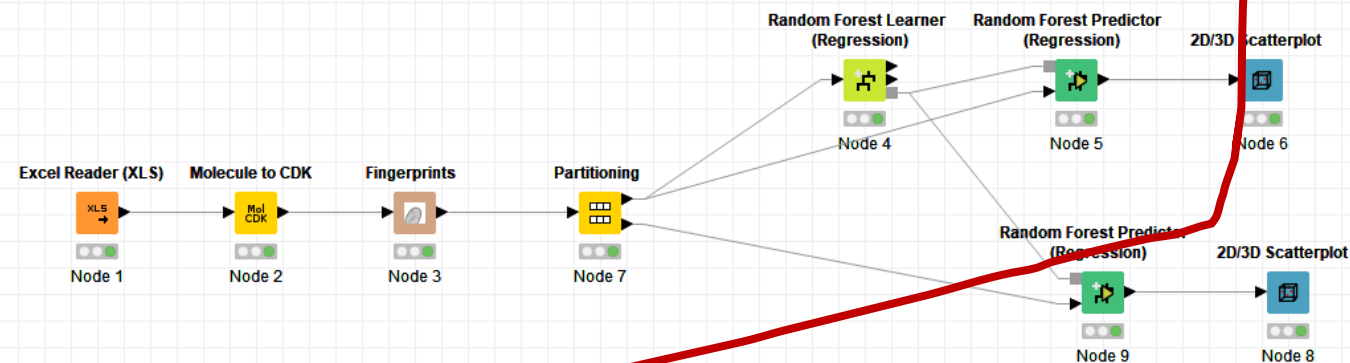 Random Forest Learner
(Regression)
Random Forest Predictor
(Regression)
2D/3D Scatterplot
Node 4
Node 5
Node 6
Excel Reader (XLS)
Molecule to CDK
Fingerprints
Partitioning
XLS
Mol
CDK
Node 1
Node 2
Node 3
Node 7
Random Forest Predictor
(Regression)
2D/3D Scatterplot
Node 9
Node 8